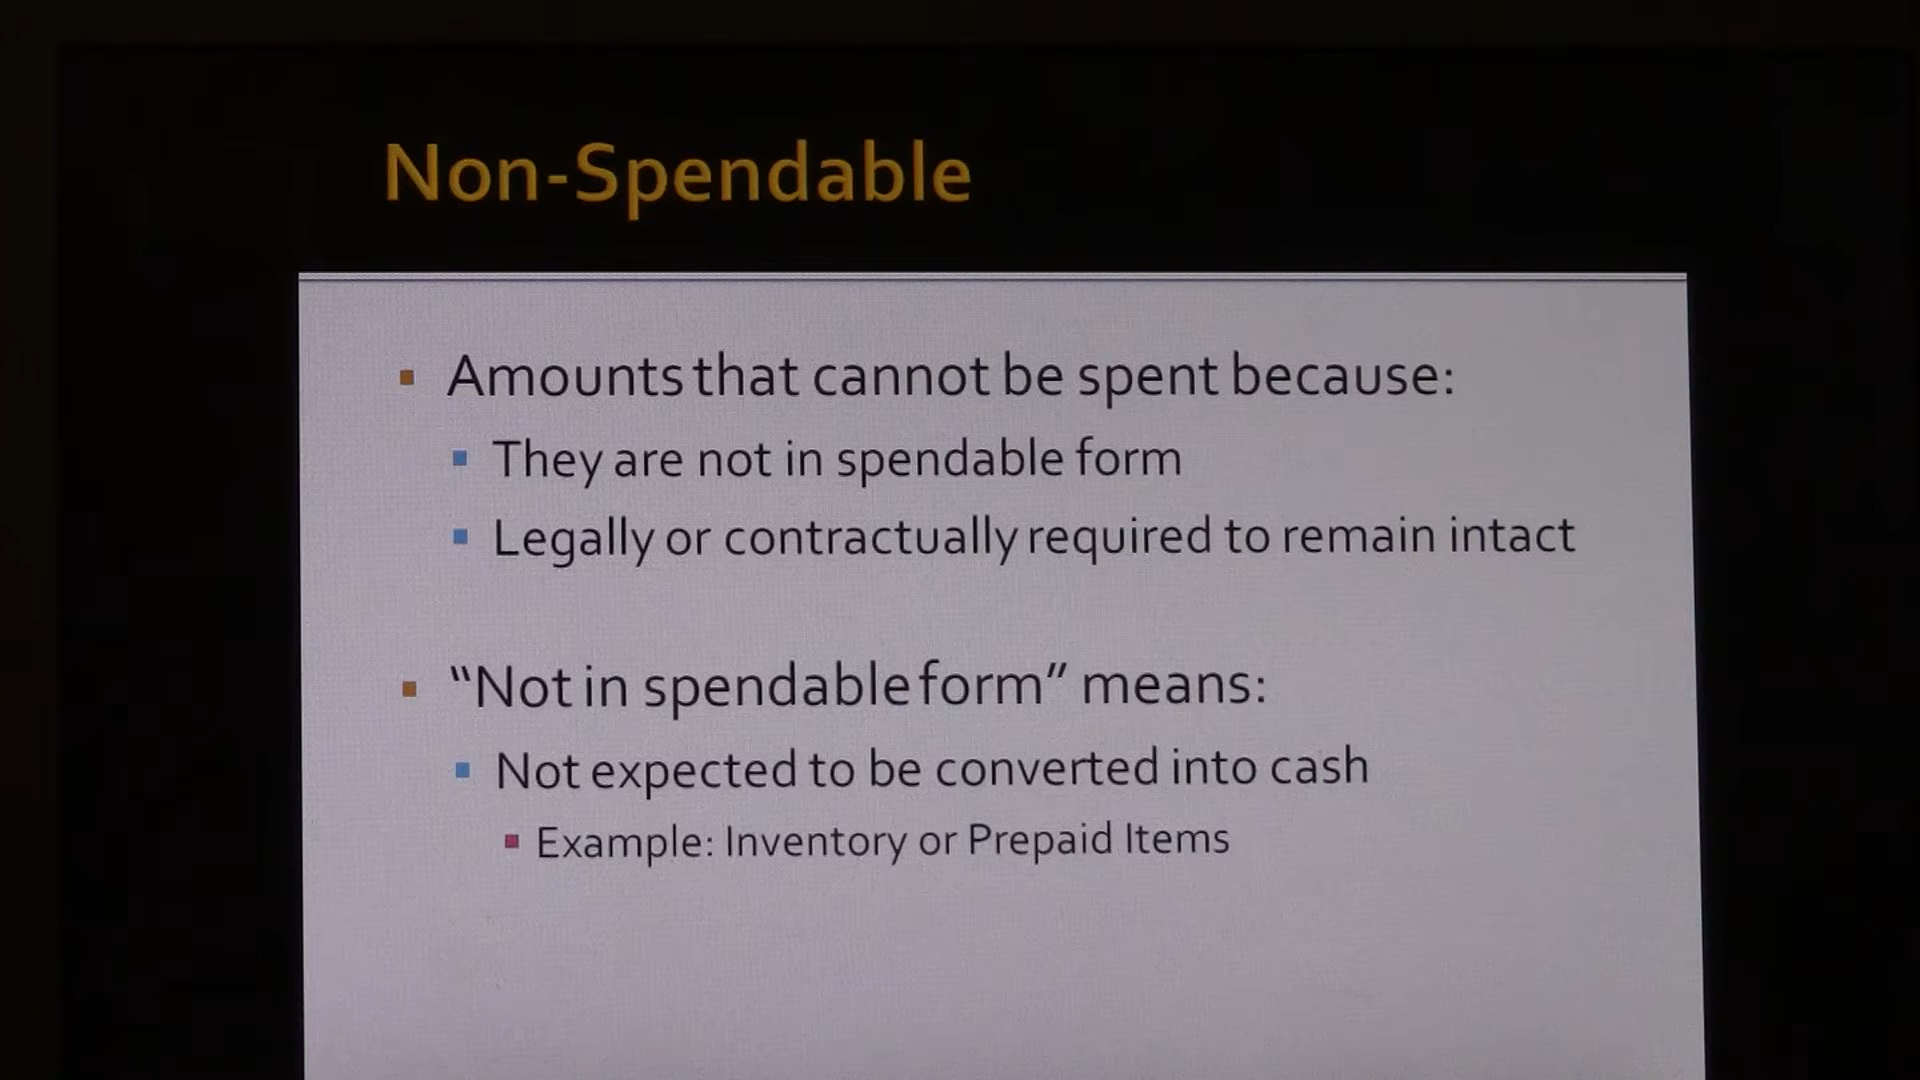 Non-Spendable
Amounts that cannot be spent because:
They are not in spendable form
Legally or contractually required to remain intact
“Not in spendable form” means:
Not expected to be converted into cash
Example: Inventory or Prepaid Items